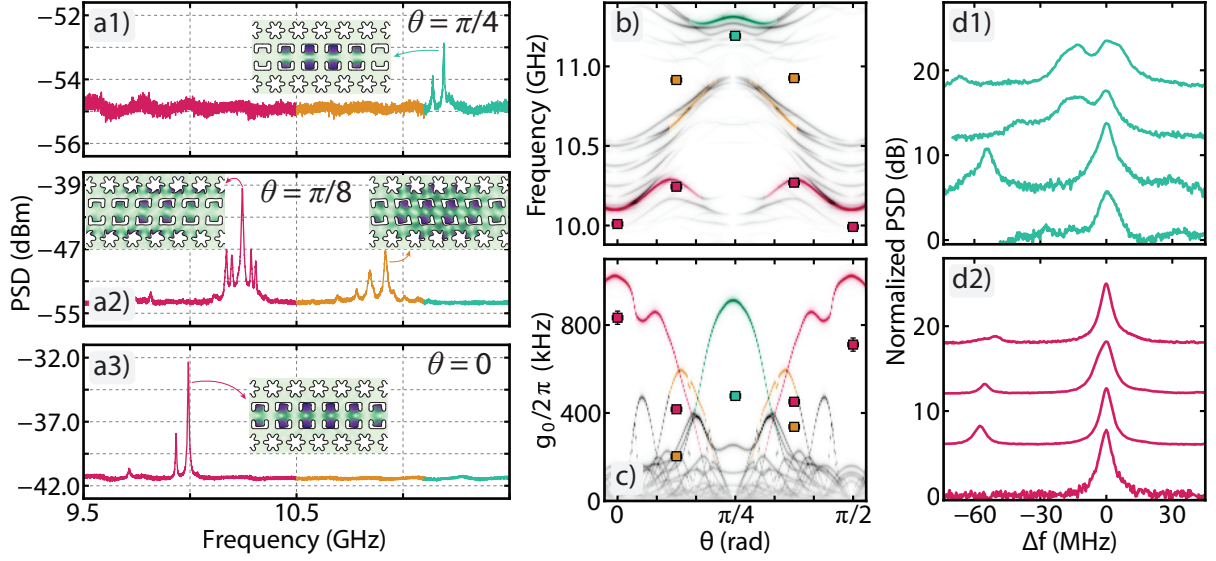 a1)
θ = π/4
−52
−54
−56
a2)
θ = π/8
−39
−47
−55
PSD (dBm)
a3)
θ = 0
−32.0
−37.0
−42.0
9.5
10.5
Frequency (GHz)
b)
Frequency (GHz)
11.0
10.0
c)
g₀/2π (kHz)
800
400
0
0
π/4
π/2
θ (rad)
d1)
Normalized PSD (dB)
20
10
0
d2)
20
10
0
−60
−30
0
30
Δf (MHz)